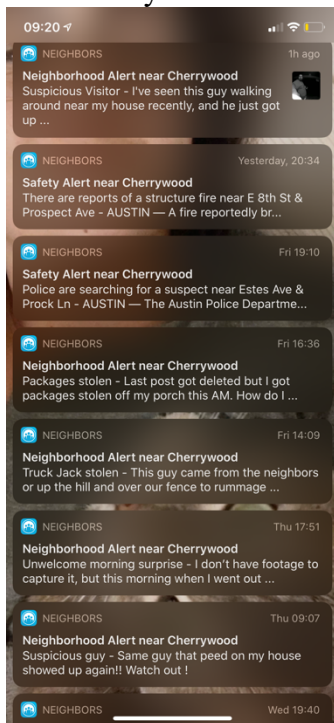 09:20
NEIGHBORS 1h ago
Neighborhood Alert near Cherrywood
Suspicious Visitor - I've seen this guy walking
around near my house recently, and he just got
up ...
NEIGHBORS Yesterday, 20:34
Safety Alert near Cherrywood
There are reports of a structure fire near E 8th St &
Prospect Ave - AUSTIN — A fire reportedly br...
NEIGHBORS Fri 19:10
Safety Alert near Cherrywood
Police are searching for a suspect near Estes Ave &
Prock Ln - AUSTIN — The Austin Police Departme...
NEIGHBORS Fri 16:36
Neighborhood Alert near Cherrywood
Packages stolen - Last post got deleted but I got
packages stolen off my porch this AM. How do I ...
NEIGHBORS Fri 14:09
Neighborhood Alert near Cherrywood
Truck Jack stolen - This guy came from the neighbors
or up the hill and over our fence to rummage ...
NEIGHBORS Thu 17:51
Neighborhood Alert near Cherrywood
Unwelcome morning surprise - I don't have footage to
capture it, but this morning when I went out ...
NEIGHBORS Thu 09:07
Neighborhood Alert near Cherrywood
Suspicious guy - Same guy that peed on my house
showed up again!! Watch out !
NEIGHBORS Wed 19:40